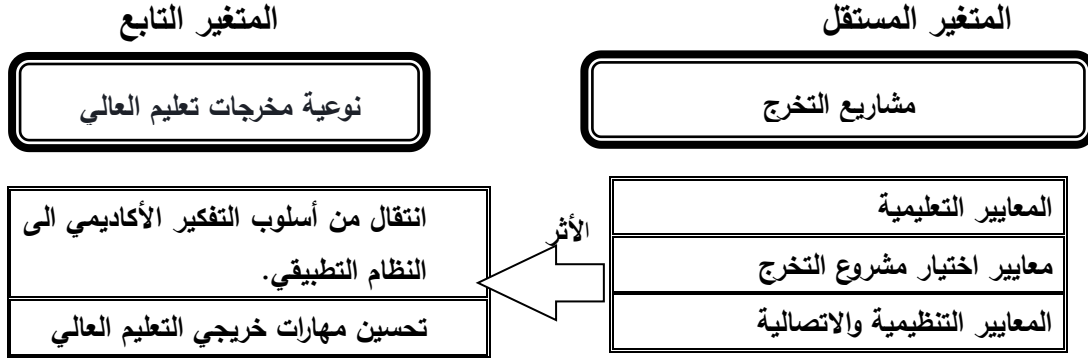 المتغير المستقل
المتغير التابع
مشاريع التخرج
نوعية مخرجات تعليم العالي
المعايير التعليمية
معايير اختيار مشروع التخرج
المعايير التنظيمية والاتصالية
الأثر
انتقال من أسلوب التفكير الأكاديمي الى
النظام التطبيقي.
تحسين مهارات خريجي التعليم العالي